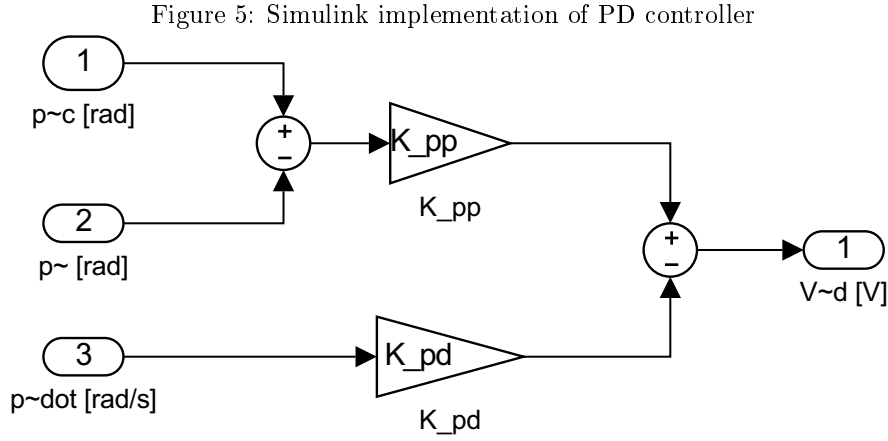 Figure 5: Simulink implementation of PD controller
1
p~c [rad]
+
−
K_pp
K_pp
2
p~ [rad]
+
−
1
V~d [V]
3
p~dot [rad/s]
K_pd
K_pd